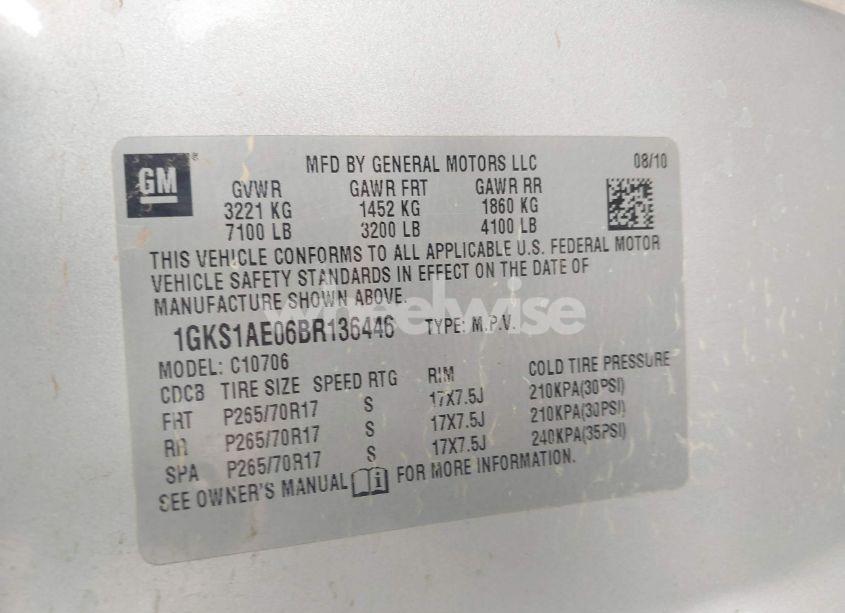 GM
MFD BY GENERAL MOTORS LLC 08/10
GVWR GAWR FRT GAWR RR
3221 KG 1452 KG 1860 KG
7100 LB 3200 LB 4100 LB
THIS VEHICLE CONFORMS TO ALL APPLICABLE U.S. FEDERAL MOTOR
VEHICLE SAFETY STANDARDS IN EFFECT ON THE DATE OF
MANUFACTURE SHOWN ABOVE.
wheelwise
1GKS1AE06BR136446 TYPE: M.P.V.
MODEL: C10706
CDCB TIRE SIZE SPEED RTG RIM COLD TIRE PRESSURE
FRT P265/70R17 S 17X7.5J 210KPA(30PSI)
RR P265/70R17 S 17X7.5J 210KPA(30PSI)
SPA P265/70R17 S 17X7.5J 240KPA(35PSI)
SEE OWNER'S MANUAL FOR MORE INFORMATION.